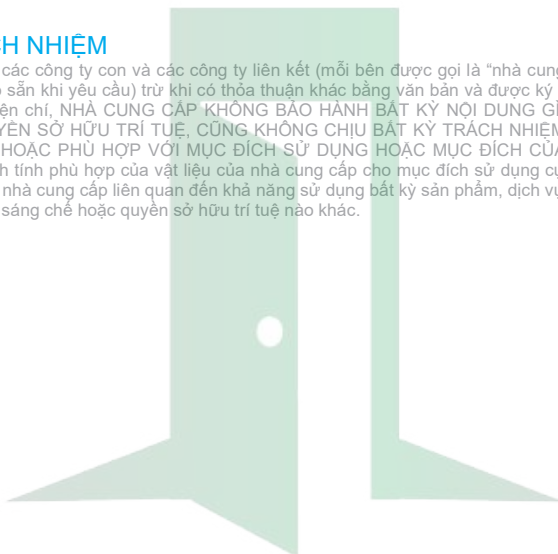 CH NHIỆM
các công ty con và các công ty liên kết (mỗi bên được gọi là “nhà cung
sẵn khi yêu cầu) trừ khi có thỏa thuận khác bằng văn bản và được ký
ện chí, NHÀ CUNG CẤP KHÔNG BẢO HÀNH BẤT KỲ NỘI DUNG GÌ
YỀN SỞ HỮU TRÍ TUỆ, CŨNG KHÔNG CHỊU BẤT KỲ TRÁCH NHIỆM
HOẶC PHÙ HỢP VỚI MỤC ĐÍCH SỬ DỤNG HOẶC MỤC ĐÍCH CỦA
h tính phù hợp của vật liệu của nhà cung cấp cho mục đích sử dụng cụ
nhà cung cấp liên quan đến khả năng sử dụng bất kỳ sản phẩm, dịch vụ
sáng chế hoặc quyền sở hữu trí tuệ nào khác.